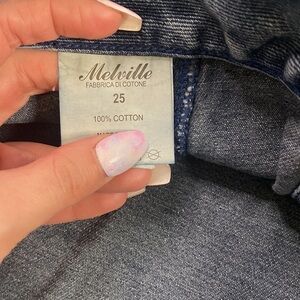 Melville
FABBRICA DI COTONE
25
100% COTTON